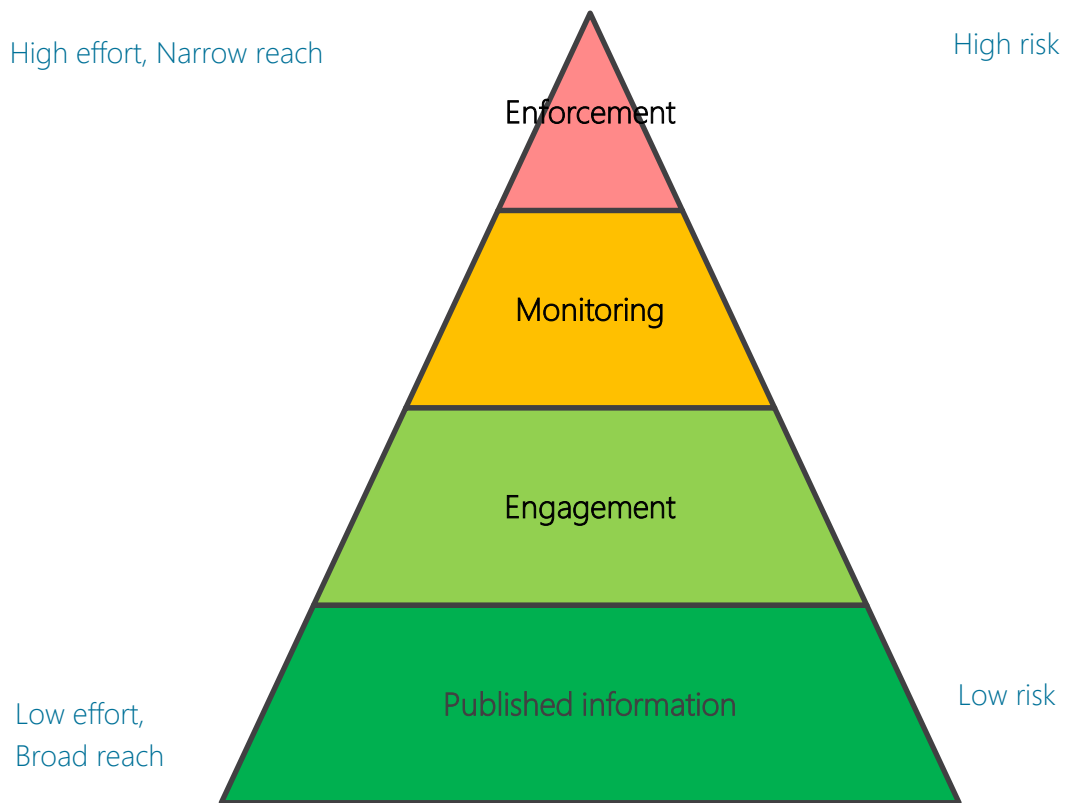 High effort, Narrow reach
High risk
Enforcement
Monitoring
Engagement
Published information
Low effort,
Broad reach
Low risk